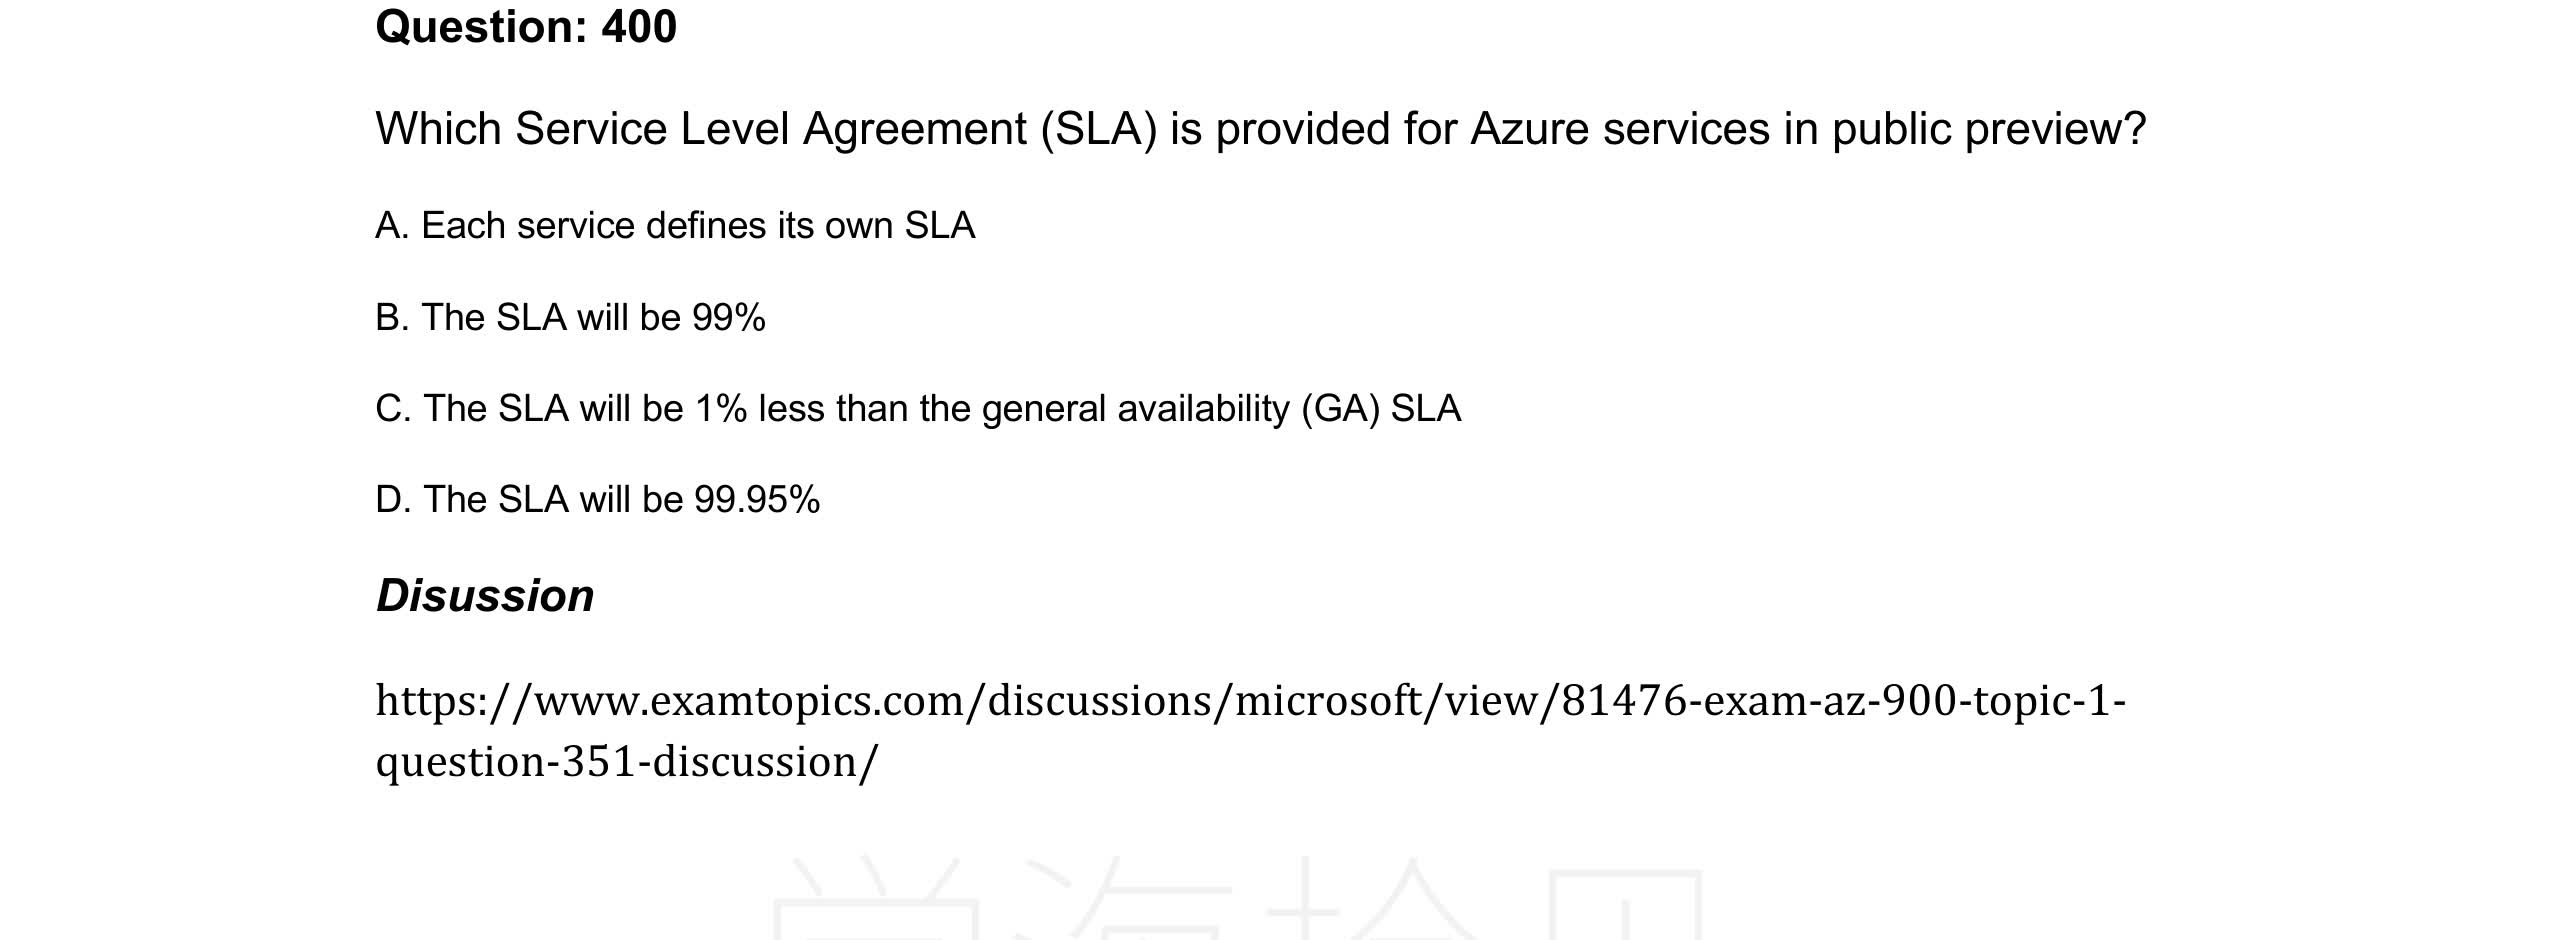 Question: 400
Which Service Level Agreement (SLA) is provided for Azure services in public preview?
A. Each service defines its own SLA
B. The SLA will be 99%
C. The SLA will be 1% less than the general availability (GA) SLA
D. The SLA will be 99.95%
Disussion
https://www.examtopics.com/discussions/microsoft/view/81476-exam-az-900-topic-1-
question-351-discussion/